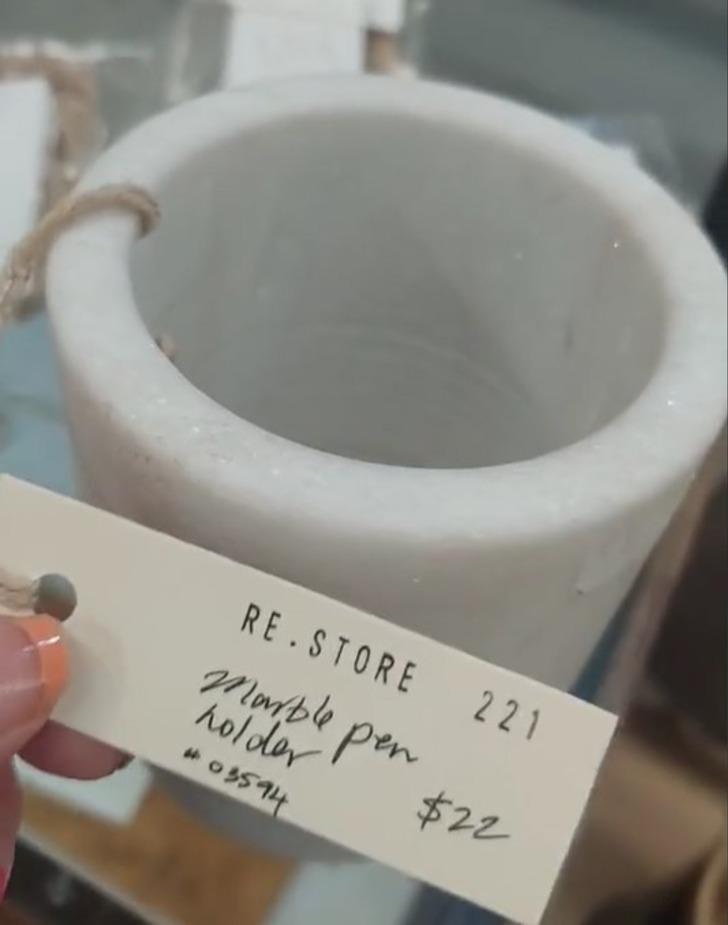 RE.STORE 221
Marble pen
holder
#03594
$22